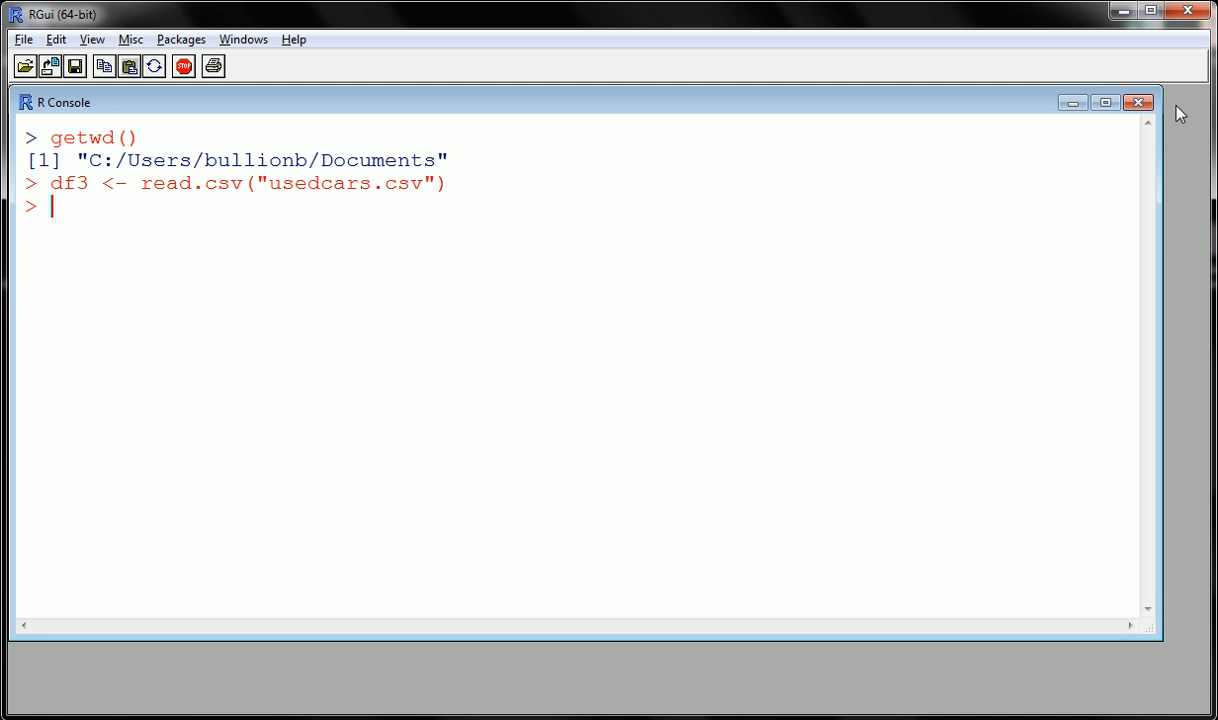 RGui (64-bit)
File Edit View Misc Packages Windows Help
STOP
R Console
> getwd()
[1] "C:/Users/bullionb/Documents"
> df3 <- read.csv("usedcars.csv")
>